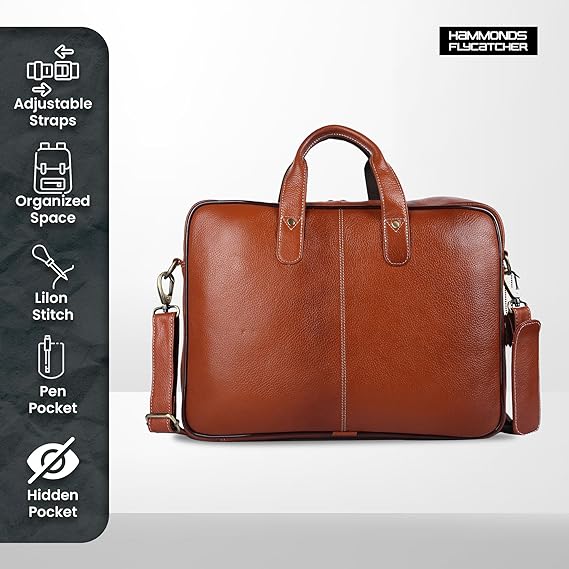 HAMMONDS
FLYCATCHER
Adjustable
Straps
Organized
Space
Lilon
Stitch
Pen
Pocket
Hidden
Pocket